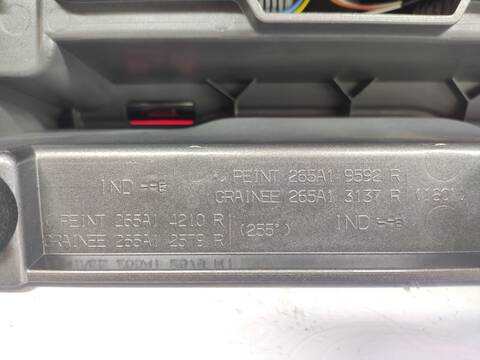 PEINT 265A1 9592 R
IND --B
GRAINEE 265A1 3137 R
PEINT 265A1 4210 R
IND --B
GRAINEE 265A1 2579 R
(255°)